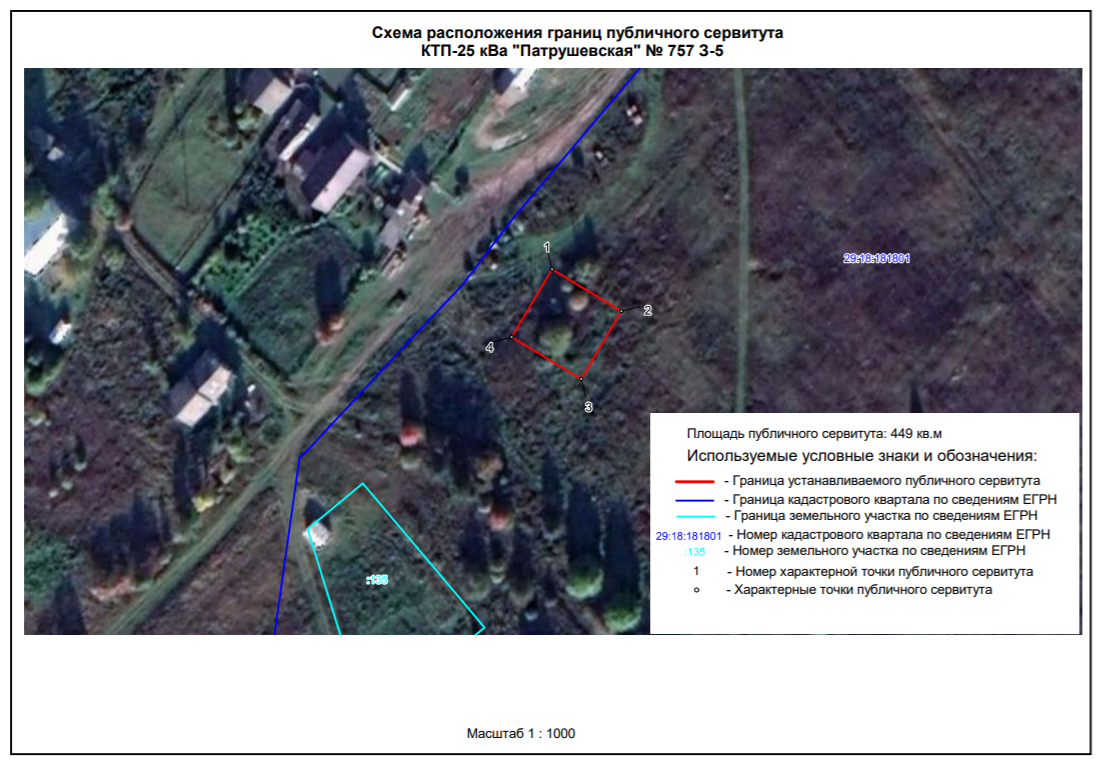 Схема расположения границ публичного сервитута
КТП-25 кВа "Патрушевская" № 757 З-5
1
29:18:181801
2
4
3
:135
Площадь публичного сервитута: 449 кв.м
Используемые условные знаки и обозначения:
- Граница устанавливаемого публичного сервитута
- Граница кадастрового квартала по сведениям ЕГРН
- Граница земельного участка по сведениям ЕГРН
29:18:181801 - Номер кадастрового квартала по сведениям ЕГРН
:135 - Номер земельного участка по сведениям ЕГРН
1 - Номер характерной точки публичного сервитута
- Характерные точки публичного сервитута
Масштаб 1 : 1000